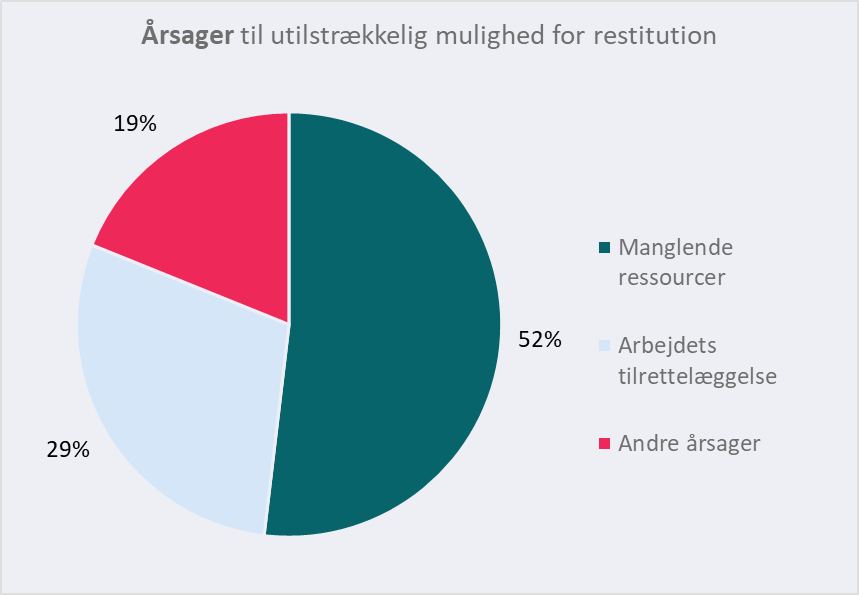 Årsager til utilstrækkelig mulighed for restitution
19%
52%
29%
Manglende
ressourcer
Arbejdets
tilrettelæggelse
Andre årsager